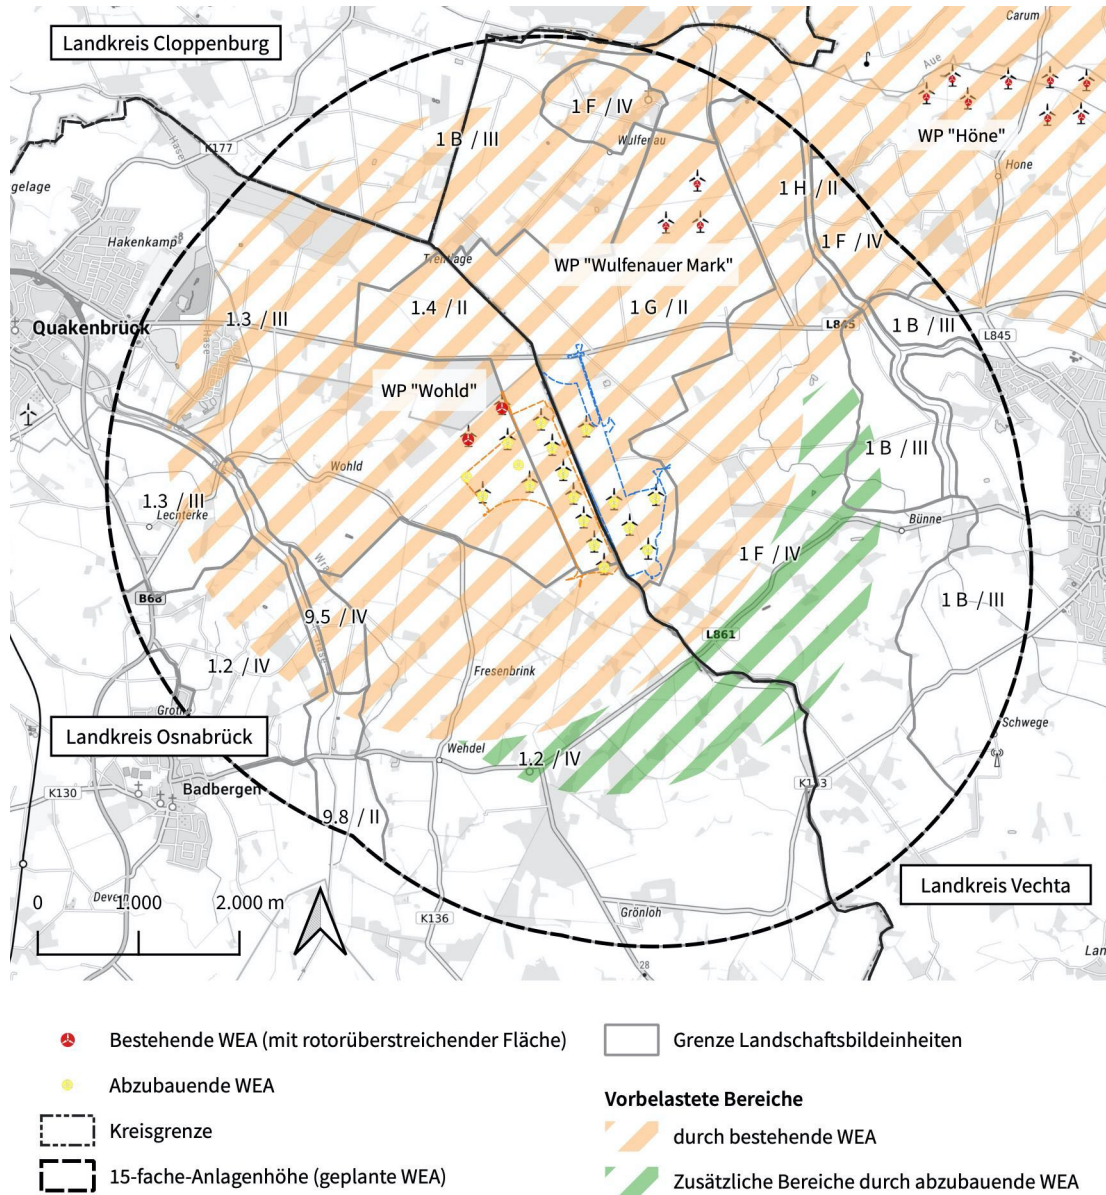 Carum
Landkreis Cloppenburg
Aue
1 F / IV
WP "Höne"
1 B / III
Wulfenau
K177
Hase
Hone
gelage
1 H / II
Hakenkamp
1 F / IV
Trentlage
WP "Wulfenauer Mark"
1.4 / II
1 G / II
1.3 / III
Quakenbrück
L845
1 B / III
L845
Hase
WP "Wohld"
1 B / III
Wohld
1.3 / III
Lechterke
Bünne
1 F / IV
B68
1 B / III
9.5 / IV
L861
1.2 / IV
Fresenbrink
Schwege
Landkreis Osnabrück
Wehdel
1.2 / IV
K130
Badbergen
9.8 / II
Landkreis Vechta
0 1.000 2.000 m
K136
Grönloh
28
Bestehende WEA (mit rotorüberstreichender Fläche)
Abzubauende WEA
Kreisgrenze
15-fache-Anlagenhöhe (geplante WEA)
Grenze Landschaftsbildeinheiten
Vorbelastete Bereiche
durch bestehende WEA
Zusätzliche Bereiche durch abzubauende WEA